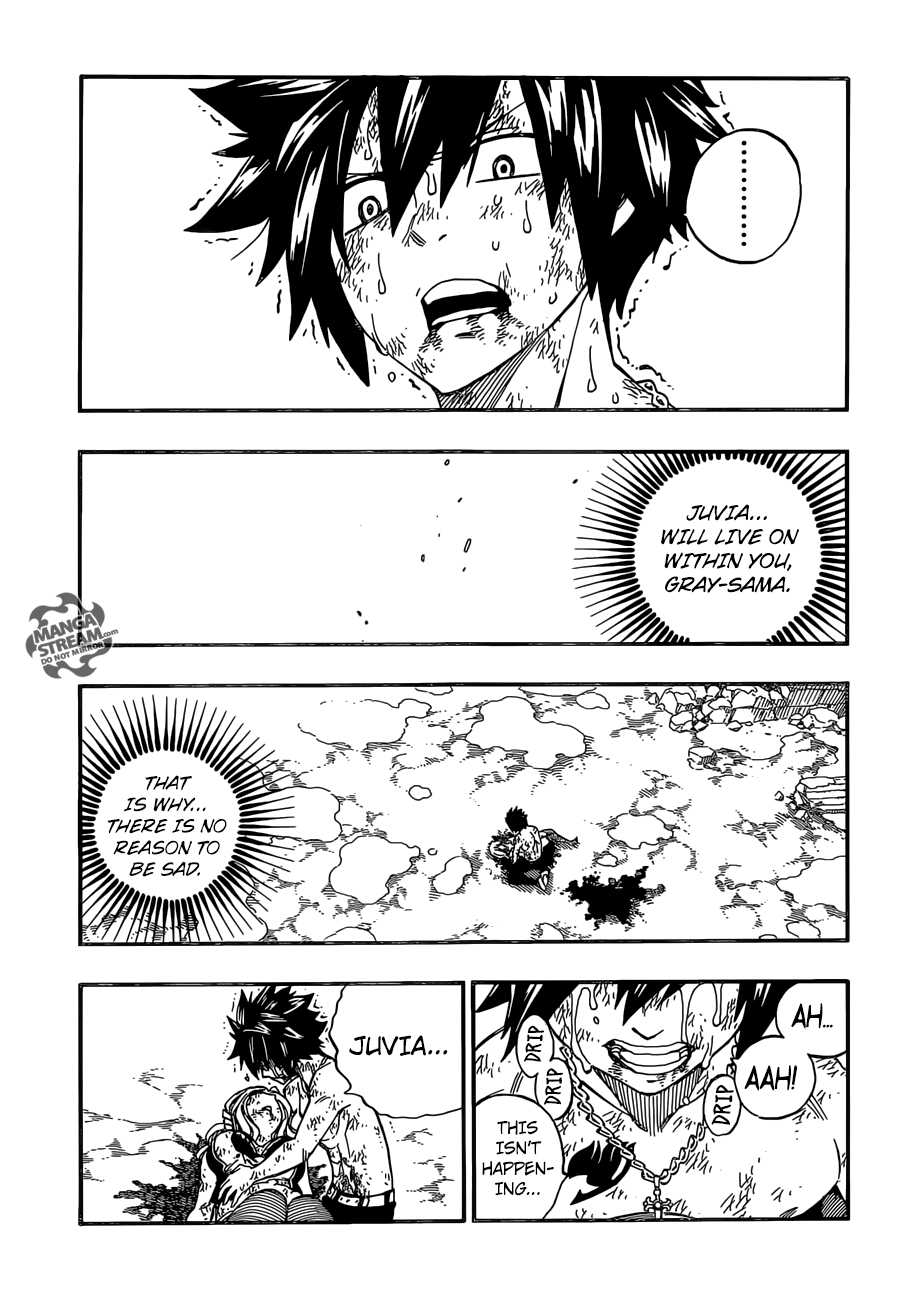 .........
JUVIA...
WILL LIVE ON
WITHIN YOU,
GRAY-SAMA.
MANGA
STREAM.com
DO NOT MIRROR
THAT
IS WHY...
THERE IS NO
REASON TO
BE SAD.
AH...
AAH!
DRIP
DRIP
DRIP
THIS
ISN'T
HAPPEN-
ING...
JUVIA...